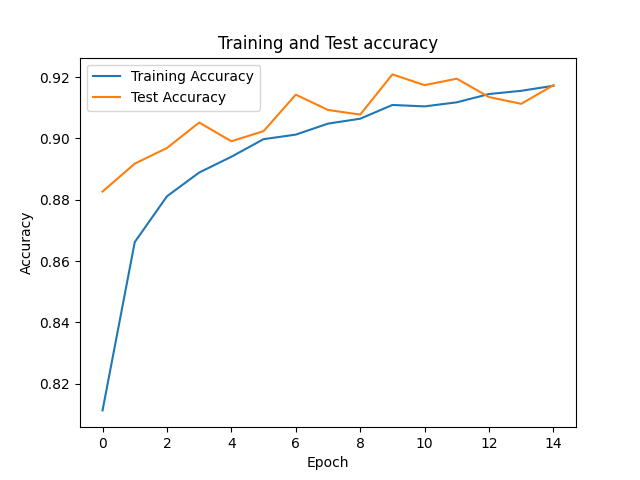 Training and Test accuracy
Training Accuracy
Test Accuracy
0.92
0.90
0.88
0.86
0.84
0.82
Accuracy
0 2 4 6 8 10 12 14
Epoch